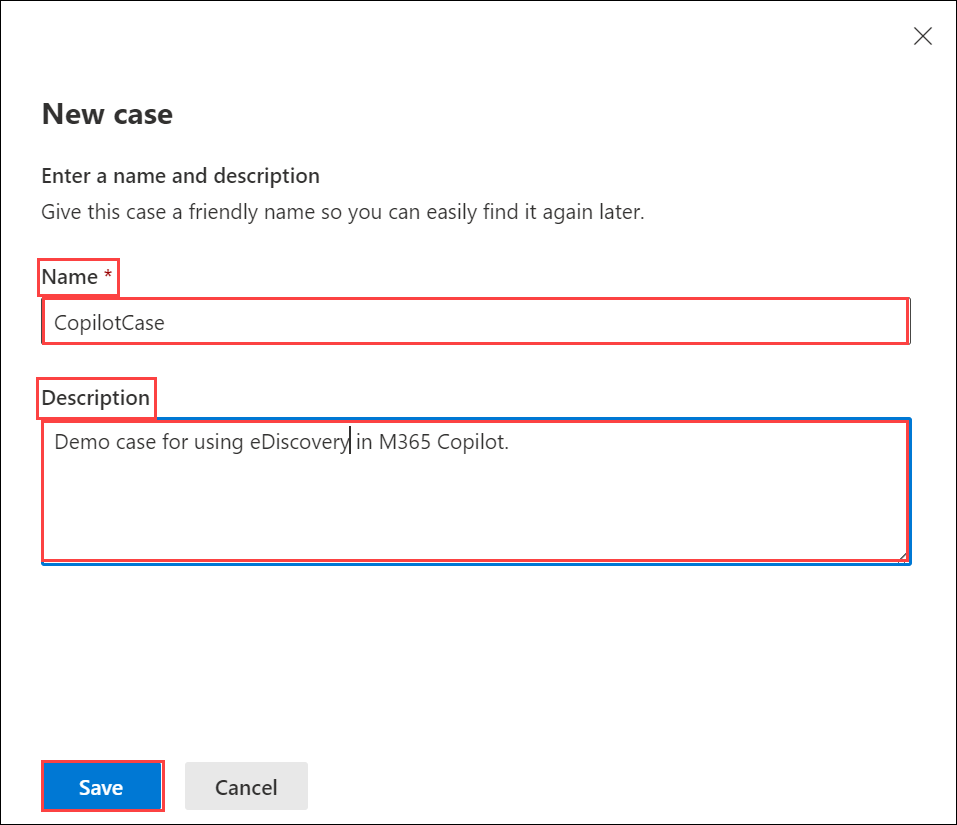 New case
Enter a name and description
Give this case a friendly name so you can easily find it again later.
Name *
CopilotCase
Description
Demo case for using eDiscovery in M365 Copilot.
Save
Cancel